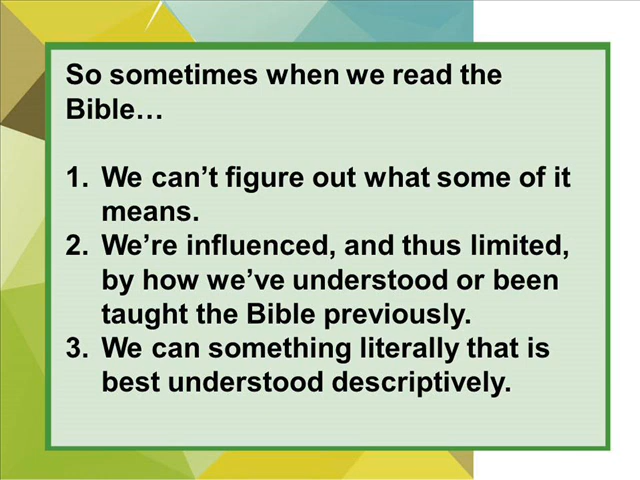 So sometimes when we read the
Bible…
1. We can’t figure out what some of it
means.
2. We’re influenced, and thus limited,
by how we’ve understood or been
taught the Bible previously.
3. We can something literally that is
best understood descriptively.